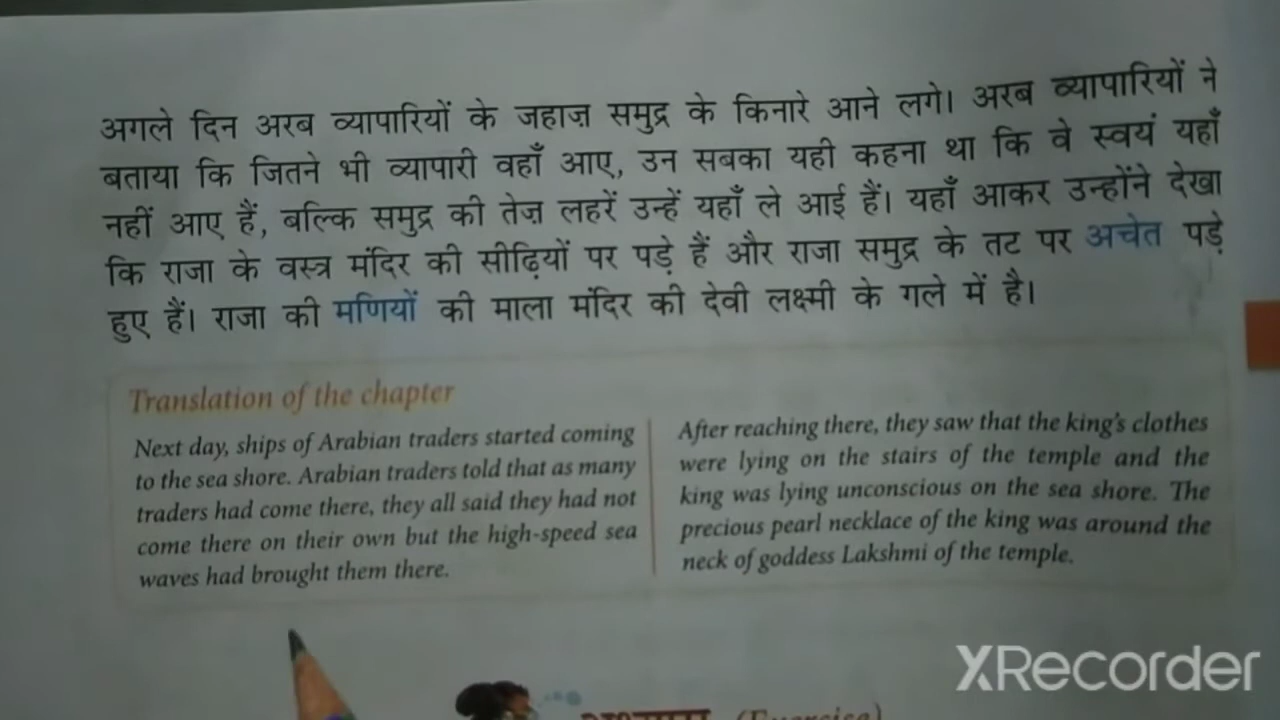 अगले दिन अरब व्यापारियों के जहाज़ समुद्र के किनारे आने लगे। अरब व्यापारियों ने
बताया कि जितने भी व्यापारी वहाँ आए, उन सबका यही कहना था कि वे स्वयं यहाँ
नहीं आए हैं, बल्कि समुद्र की तेज़ लहरें उन्हें यहाँ ले आई हैं। यहाँ आकर उन्होंने देखा
कि राजा के वस्त्र मंदिर की सीढ़ियों पर पड़े हैं और राजा समुद्र के तट पर अचेत पड़े
हुए हैं। राजा की मणियों की माला मंदिर की देवी लक्ष्मी के गले में है।
Translation of the chapter
Next day, ships of Arabian traders started coming
to the sea shore. Arabian traders told that as many
traders had come there, they all said they had not
come there on their own but the high-speed sea
waves had brought them there.
After reaching there, they saw that the king's clothes
were lying on the stairs of the temple and the
king was lying unconscious on the sea shore. The
precious pearl necklace of the king was around the
neck of goddess Lakshmi of the temple.
XRecorder
(Exercise)